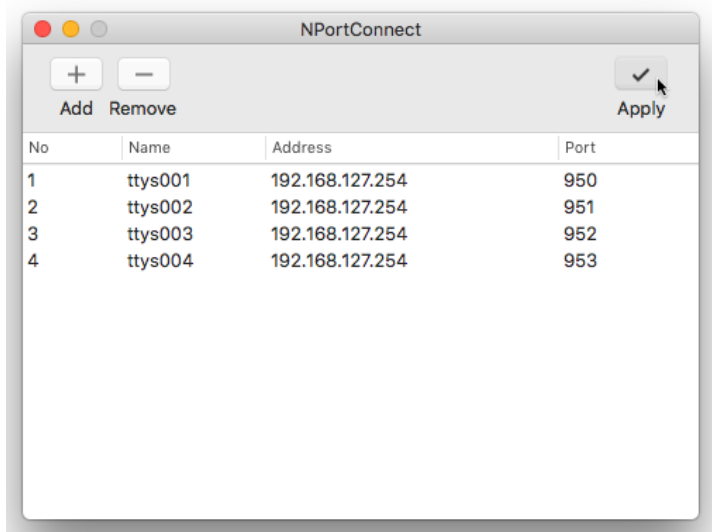 NPortConnect
Add Remove Apply
No Name Address Port
1 ttys001 192.168.127.254 950
2 ttys002 192.168.127.254 951
3 ttys003 192.168.127.254 952
4 ttys004 192.168.127.254 953